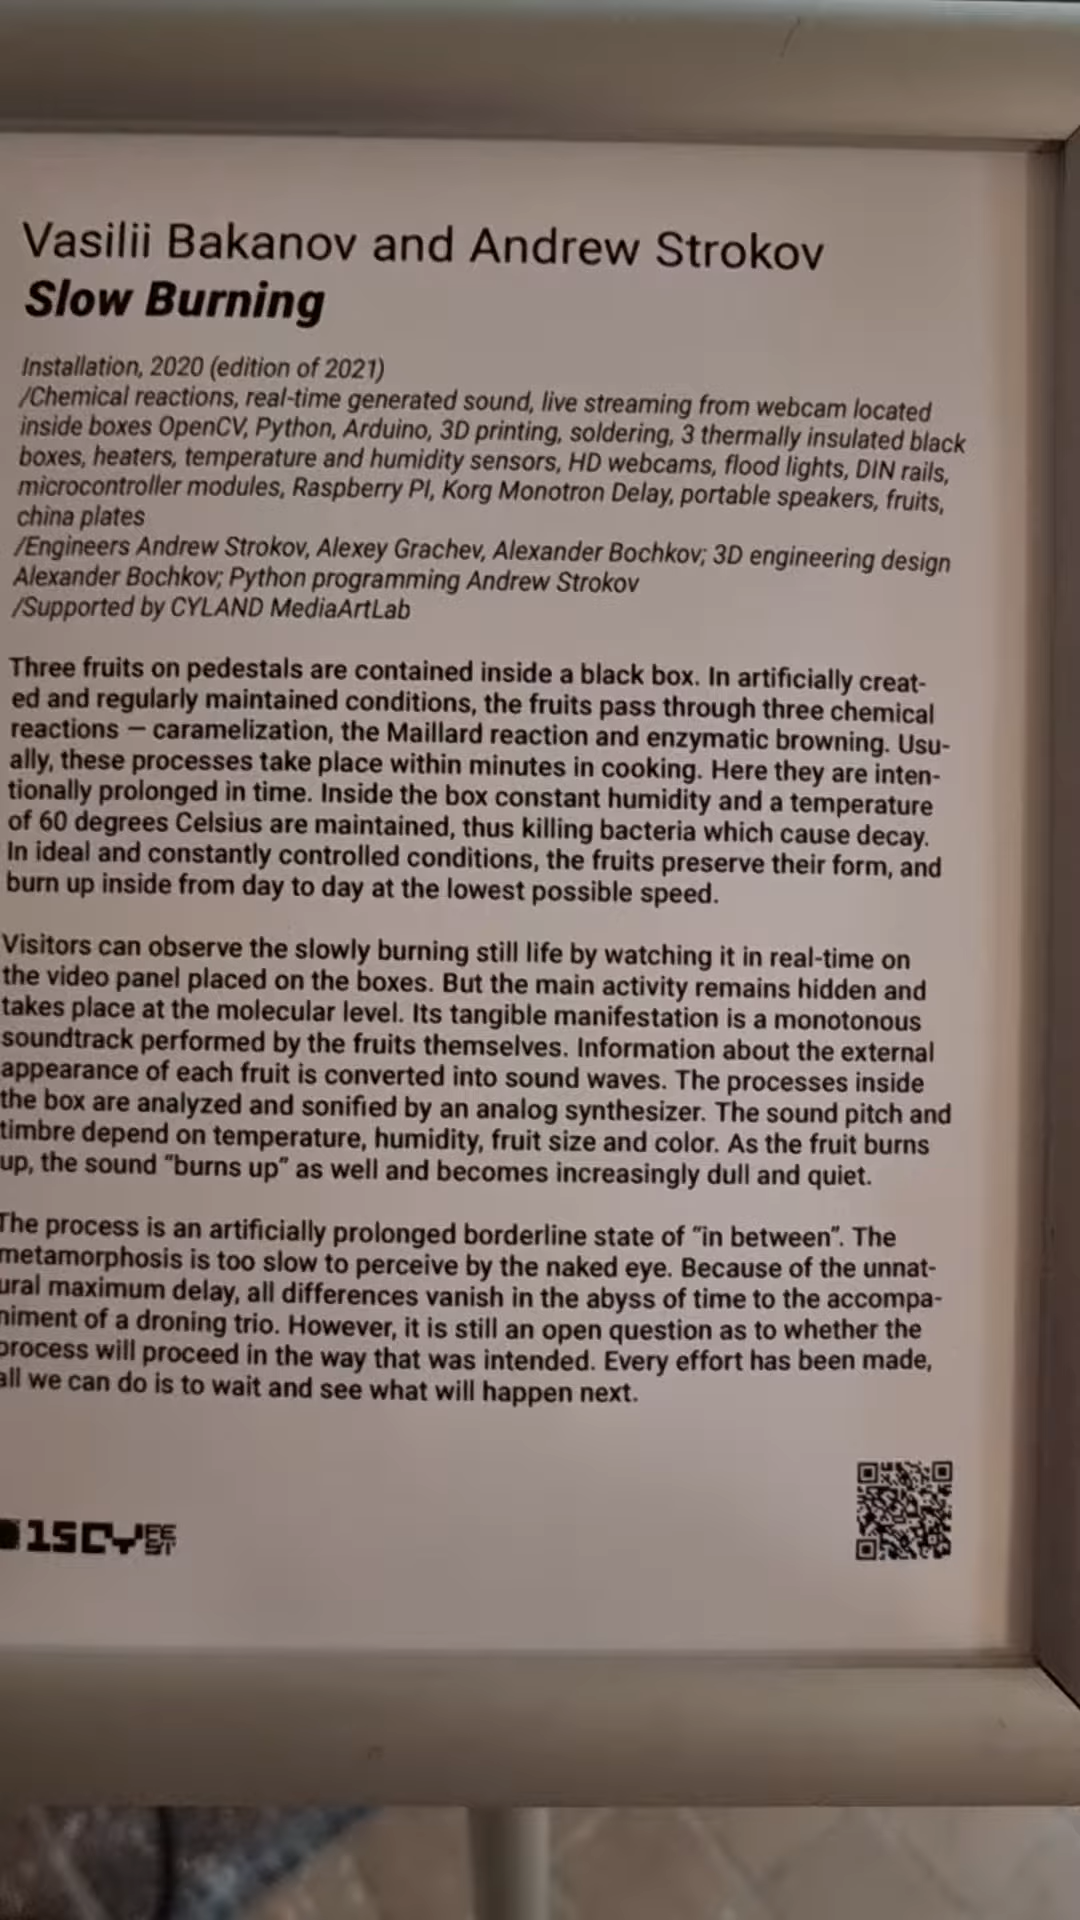 Vasilii Bakanov and Andrew Strokov
Slow Burning
Installation, 2020 (edition of 2021)
/Chemical reactions, real-time generated sound, live streaming from webcam located
inside boxes OpenCV, Python, Arduino, 3D printing, soldering, 3 thermally insulated black
boxes, heaters, temperature and humidity sensors, HD webcams, flood lights, DIN rails,
microcontroller modules, Raspberry PI, Korg Monotron Delay, portable speakers, fruits,
china plates
/Engineers Andrew Strokov, Alexey Grachev, Alexander Bochkov; 3D engineering design
Alexander Bochkov; Python programming Andrew Strokov
/Supported by CYLAND MediaArtLab
Three fruits on pedestals are contained inside a black box. In artificially creat-
ed and regularly maintained conditions, the fruits pass through three chemical
reactions — caramelization, the Maillard reaction and enzymatic browning. Usu-
ally, these processes take place within minutes in cooking. Here they are inten-
tionally prolonged in time. Inside the box constant humidity and a temperature
of 60 degrees Celsius are maintained, thus killing bacteria which cause decay.
In ideal and constantly controlled conditions, the fruits preserve their form, and
burn up inside from day to day at the lowest possible speed.
Visitors can observe the slowly burning still life by watching it in real-time on
the video panel placed on the boxes. But the main activity remains hidden and
takes place at the molecular level. Its tangible manifestation is a monotonous
soundtrack performed by the fruits themselves. Information about the external
appearance of each fruit is converted into sound waves. The processes inside
the box are analyzed and sonified by an analog synthesizer. The sound pitch and
timbre depend on temperature, humidity, fruit size and color. As the fruit burns
up, the sound “burns up” as well and becomes increasingly dull and quiet.
The process is an artificially prolonged borderline state of “in between”. The
metamorphosis is too slow to perceive by the naked eye. Because of the unnat-
ural maximum delay, all differences vanish in the abyss of time to the accompa-
niment of a droning trio. However, it is still an open question as to whether the
process will proceed in the way that was intended. Every effort has been made,
all we can do is to wait and see what will happen next.
15CYFEST